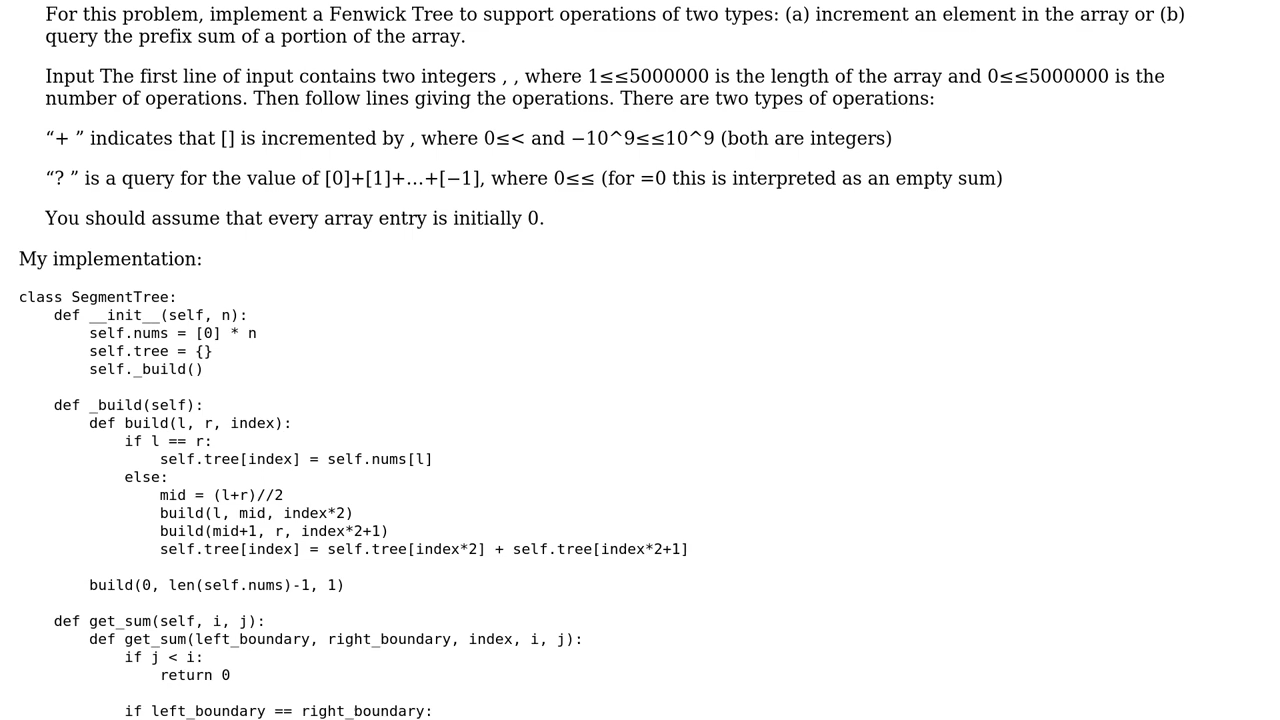 For this problem, implement a Fenwick Tree to support operations of two types: (a) increment an element in the array or (b)
query the prefix sum of a portion of the array.
Input The first line of input contains two integers , , where 1≤≤5000000 is the length of the array and 0≤≤5000000 is the
number of operations. Then follow lines giving the operations. There are two types of operations:
“+ ” indicates that [] is incremented by , where 0≤< and −10^9≤≤10^9 (both are integers)
“? ” is a query for the value of [0]+[1]+…+[−1], where 0≤≤ (for =0 this is interpreted as an empty sum)
You should assume that every array entry is initially 0.
My implementation:
class SegmentTree:
    def __init__(self, n):
        self.nums = [0] * n
        self.tree = {}
        self._build()
    def _build(self):
        def build(l, r, index):
            if l == r:
                self.tree[index] = self.nums[l]
            else:
                mid = (l+r)//2
                build(l, mid, index*2)
                build(mid+1, r, index*2+1)
                self.tree[index] = self.tree[index*2] + self.tree[index*2+1]
        build(0, len(self.nums)-1, 1)
    def get_sum(self, i, j):
        def get_sum(left_boundary, right_boundary, index, i, j):
            if j < i:
                return 0
            if left_boundary == right_boundary: